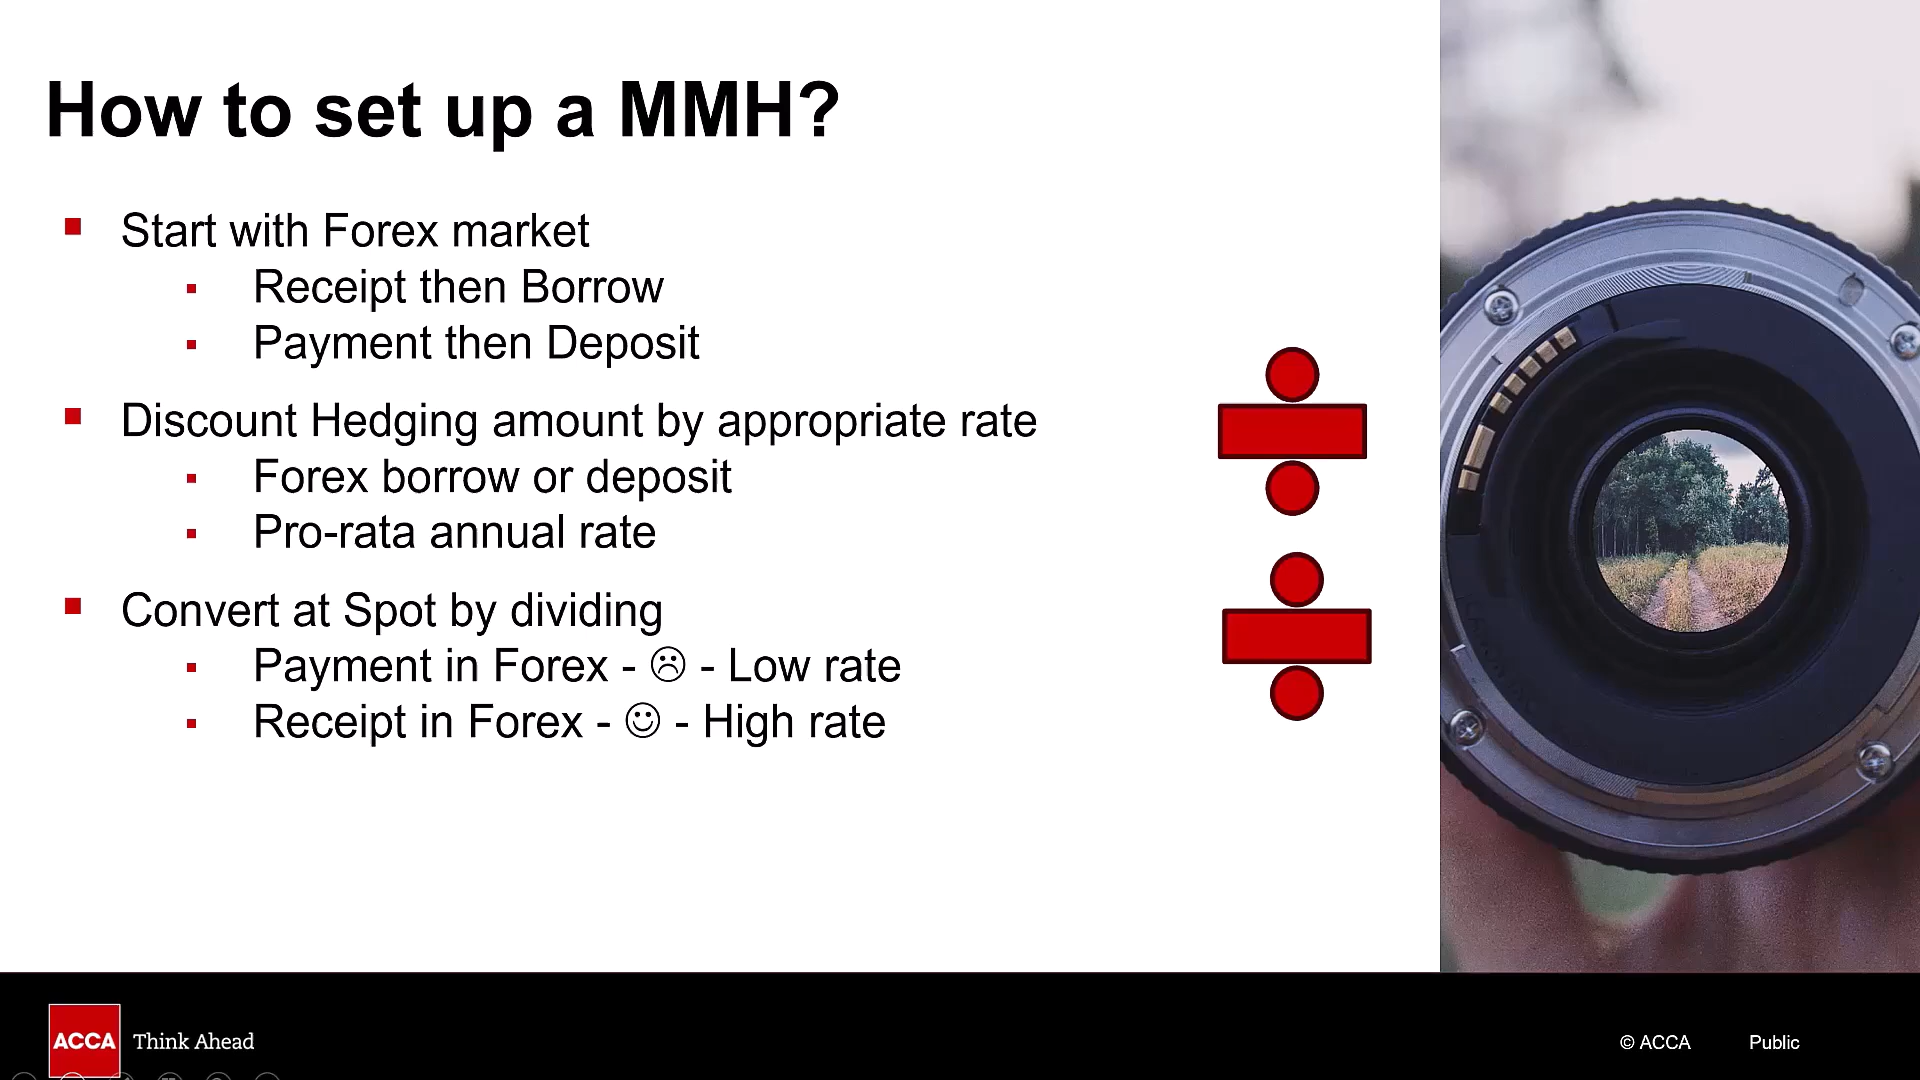 How to set up a MMH?
Start with Forex market
Receipt then Borrow
Payment then Deposit
Discount Hedging amount by appropriate rate
Forex borrow or deposit
Pro-rata annual rate
Convert at Spot by dividing
Payment in Forex - ☹ - Low rate
Receipt in Forex - ☺ - High rate
ACCA Think Ahead
© ACCA Public